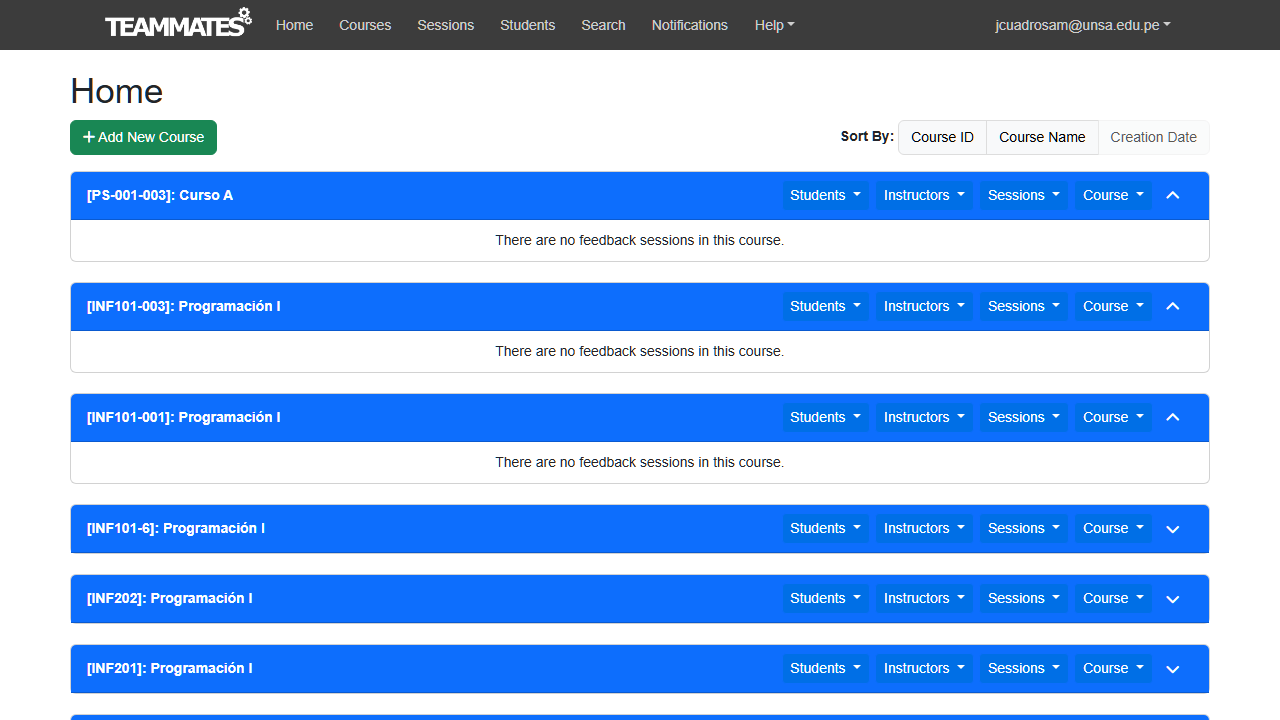 TEAMMATES Home Courses Sessions Students Search Notifications Help jcuadrosam@unsa.edu.pe
Home
Add New Course Sort By: Course ID Course Name Creation Date
[PS-001-003]: Curso A Students Instructors Sessions Course
There are no feedback sessions in this course.
[INF101-003]: Programación I Students Instructors Sessions Course
There are no feedback sessions in this course.
[INF101-001]: Programación I Students Instructors Sessions Course
There are no feedback sessions in this course.
[INF101-6]: Programación I Students Instructors Sessions Course
[INF202]: Programación I Students Instructors Sessions Course
[INF201]: Programación I Students Instructors Sessions Course